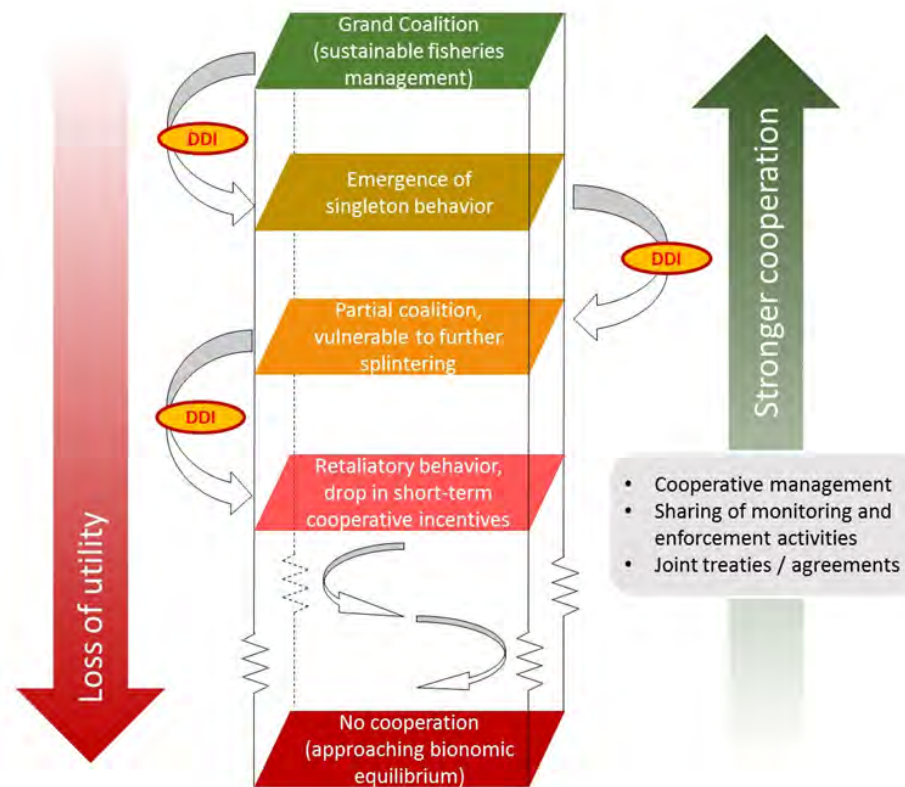 Grand Coalition
(sustainable fisheries
management)
DDI
Emergence of
singleton behavior
DDI
Partial coalition,
vulnerable to further
splintering
DDI
Retaliatory behavior,
drop in short-term
cooperative incentives
No cooperation
(approaching bionomic
equilibrium)
Loss of utility
Stronger cooperation
• Cooperative management
• Sharing of monitoring and
enforcement activities
• Joint treaties / agreements